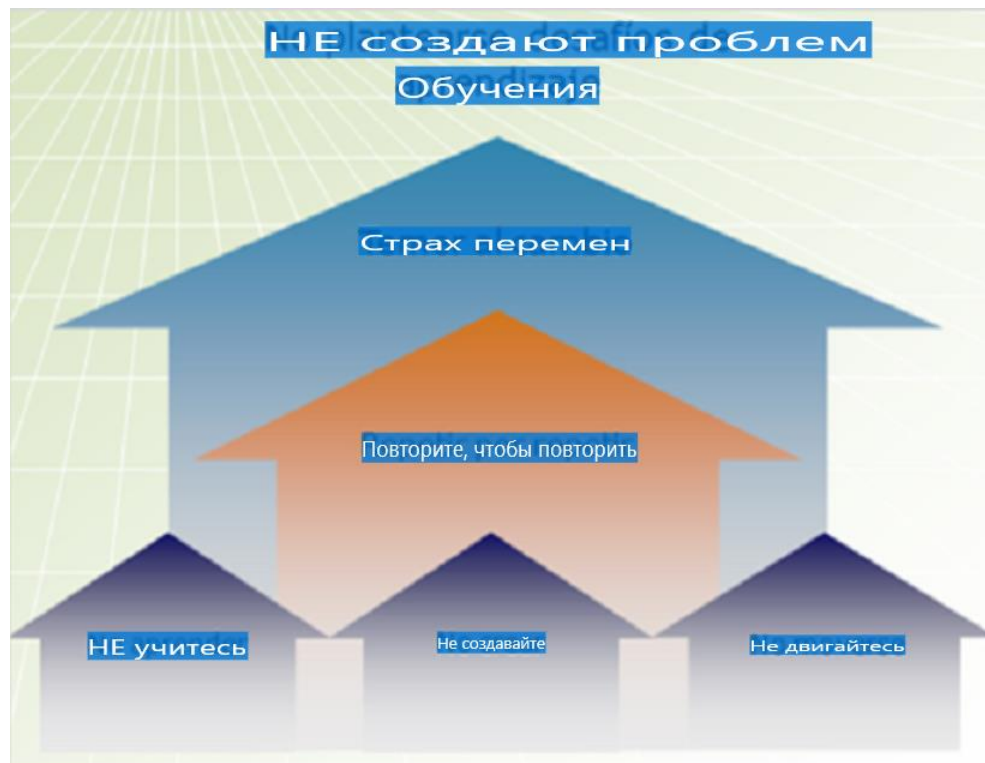 НЕ создают проблем
Обучения
Страх перемен
Повторите, чтобы повторить
НЕ учитесь
Не создавайте
Не двигайтесь